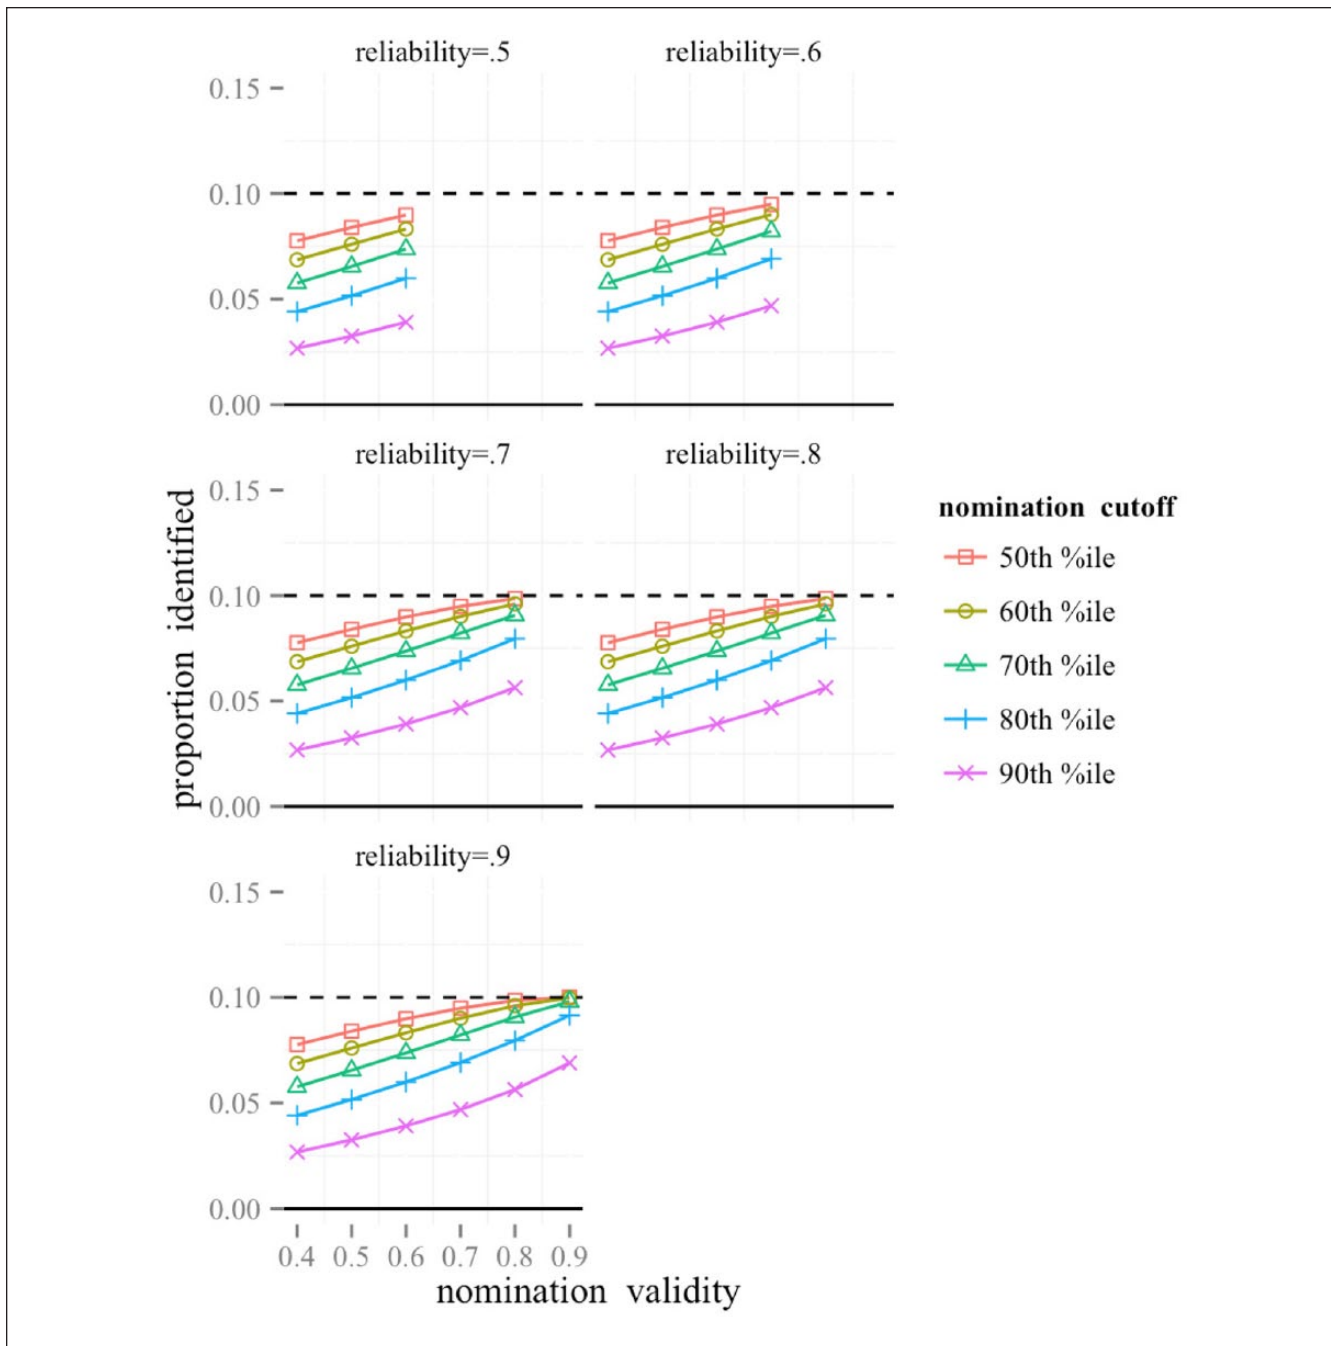 reliability=.5
reliability=.6
0.15
0.10
0.05
0.00
reliability=.7
reliability=.8
proportion identified
0.15
0.10
0.05
0.00
nomination cutoff
50th %ile
60th %ile
70th %ile
80th %ile
90th %ile
reliability=.9
0.15
0.10
0.05
0.00
0.4 0.5 0.6 0.7 0.8 0.9
nomination validity